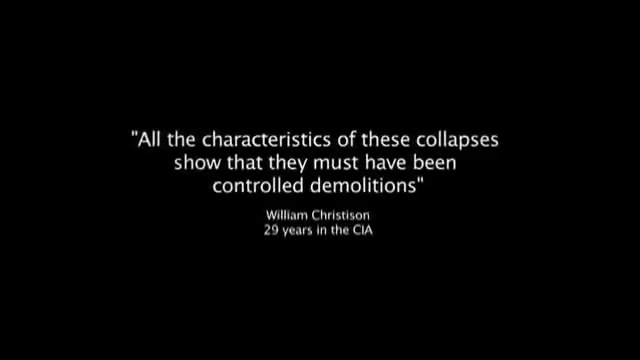 "All the characteristics of these collapses
show that they must have been
controlled demolitions"
William Christison
29 years in the CIA